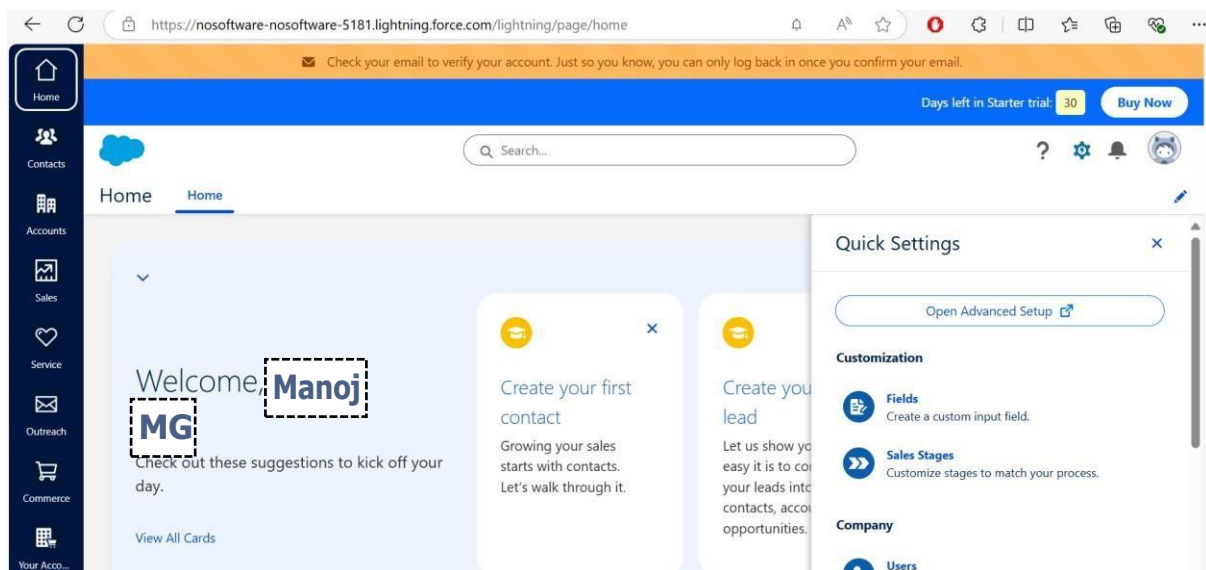 https://nosoftware-nosoftware-5181.lightning.force.com/lightning/page/home
Check your email to verify your account. Just so you know, you can only log back in once you confirm your email.
Days left in Starter trial: 30 Buy Now
Home
Contacts
Accounts
Sales
Service
Outreach
Commerce
Your Acco...
Search...
Home Home
Welcome, Manoj
MG
Check out these suggestions to kick off your
day.
View All Cards
Create your first
contact
Growing your sales
starts with contacts.
Let's walk through it.
Create you
lead
Let us show yo
easy it is to co
your leads into
contacts, accou
opportunities.
Quick Settings
Open Advanced Setup
Customization
Fields
Create a custom input field.
Sales Stages
Customize stages to match your process.
Company
Users